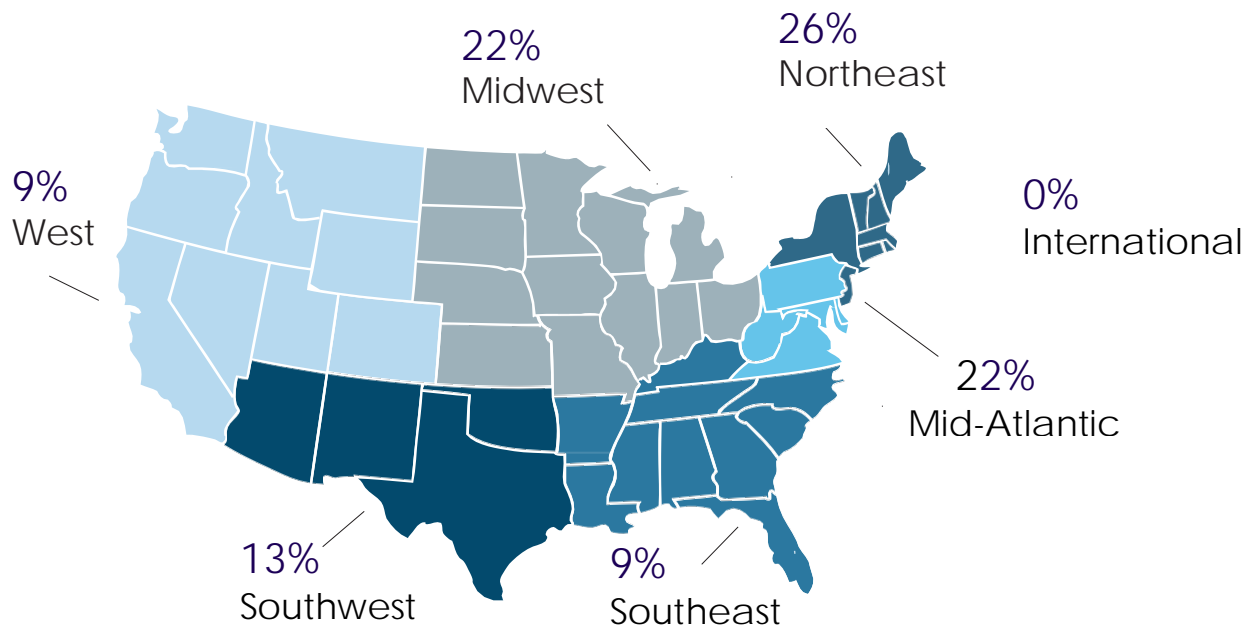 26%
Northeast
22%
Midwest
9%
West
0%
International
22%
Mid-Atlantic
13%
Southwest
9%
Southeast